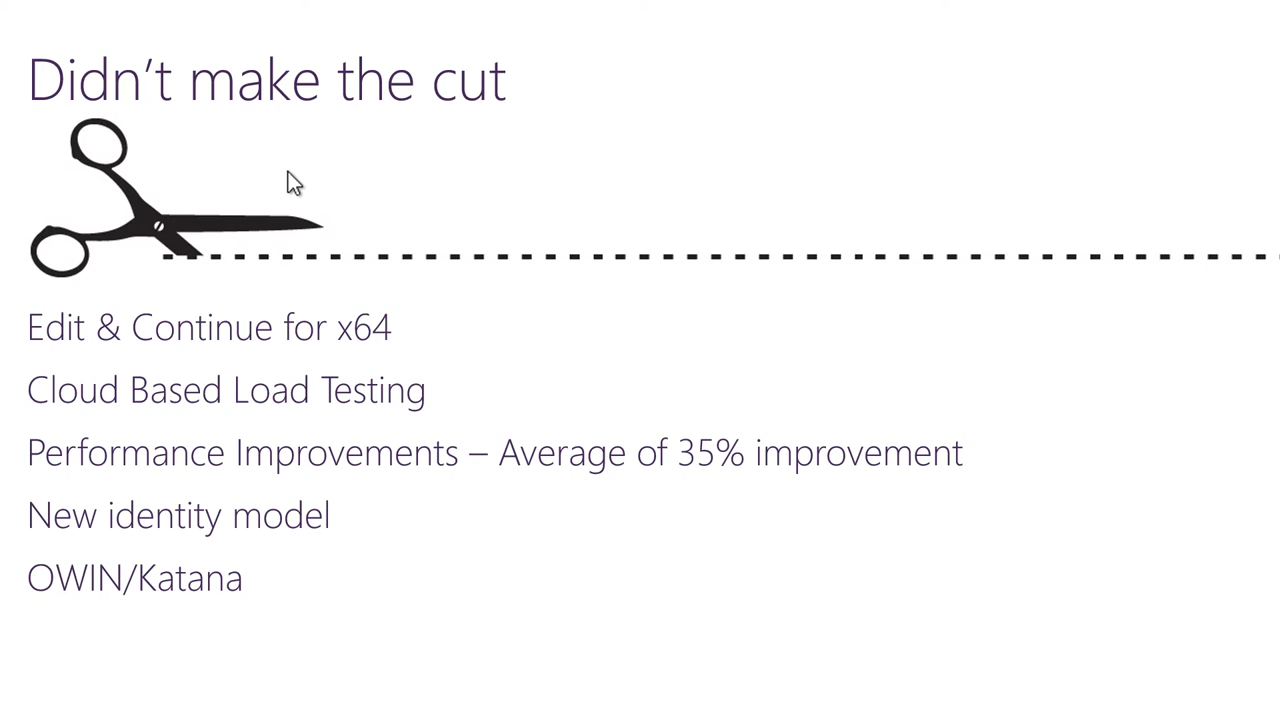 Didn’t make the cut
Edit & Continue for x64
Cloud Based Load Testing
Performance Improvements – Average of 35% improvement
New identity model
OWIN/Katana